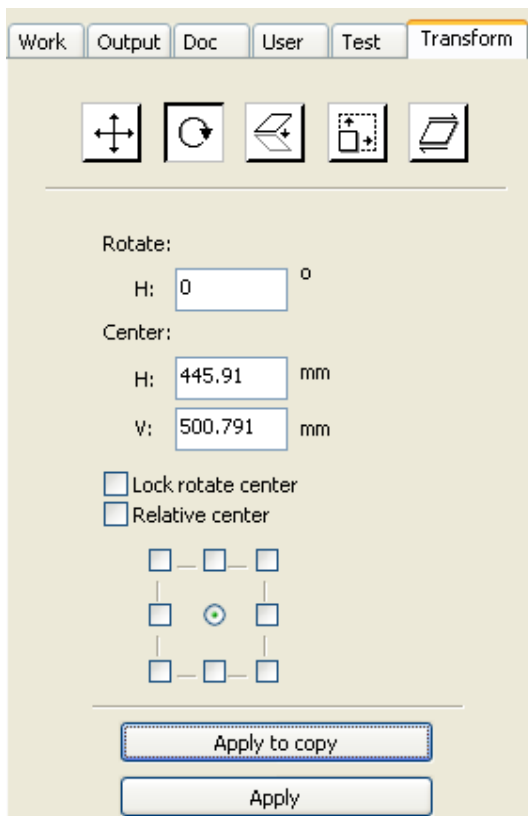 Work Output Doc User Test Transform
Rotate:
H: 0 o
Center:
H: 445.91 mm
V: 500.791 mm
Lock rotate center
Relative center
Apply to copy
Apply